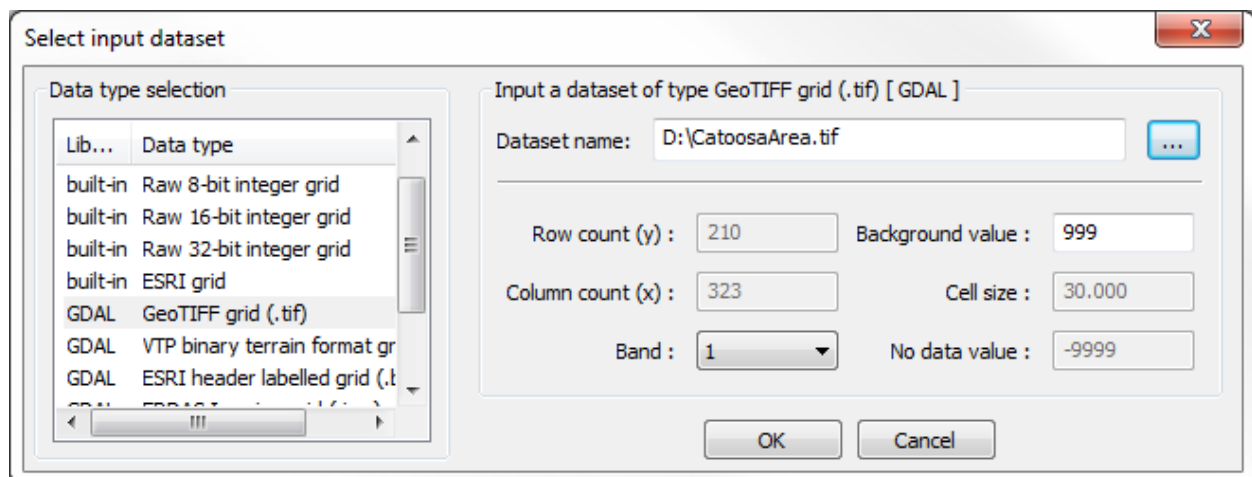 Select input dataset
Data type selection
Lib... Data type
built-in Raw 8-bit integer grid
built-in Raw 16-bit integer grid
built-in Raw 32-bit integer grid
built-in ESRI grid
GDAL GeoTIFF grid (.tif)
GDAL VTP binary terrain format gr
GDAL ESRI header labelled grid (.b
Input a dataset of type GeoTIFF grid (.tif) [ GDAL ]
Dataset name: D:\CatoosaArea.tif ...
Row count (y) : 210 Background value : 999
Column count (x) : 323 Cell size : 30.000
Band : 1 No data value : -9999
OK Cancel